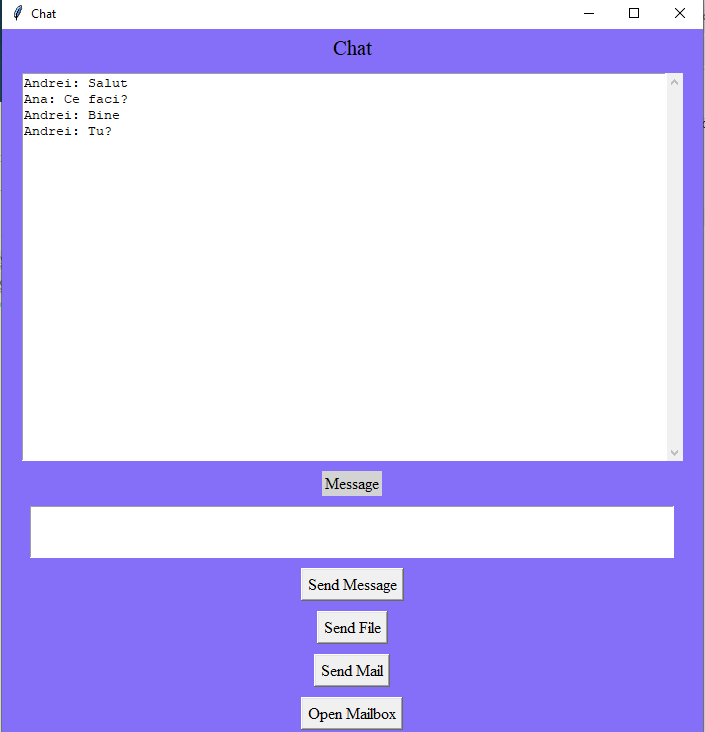 Chat
Chat
Andrei: Salut
Ana: Ce faci?
Andrei: Bine
Andrei: Tu?
Message
Send Message
Send File
Send Mail
Open Mailbox